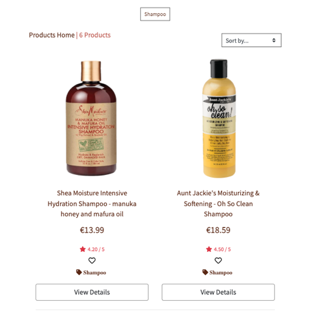 Shampoo
Products Home | 6 Products
Sort by...
SheaMoisture
MANUKA HONEY
& MAFURA OIL
INTENSIVE HYDRATION
SHAMPOO
Aunt Jackie's
oh so
clean!
Shea Moisture Intensive
Hydration Shampoo - manuka
honey and mafura oil
€13.99
4.20 / 5
Shampoo
View Details
Aunt Jackie's Moisturizing &
Softening - Oh So Clean
Shampoo
€18.59
4.50 / 5
Shampoo
View Details